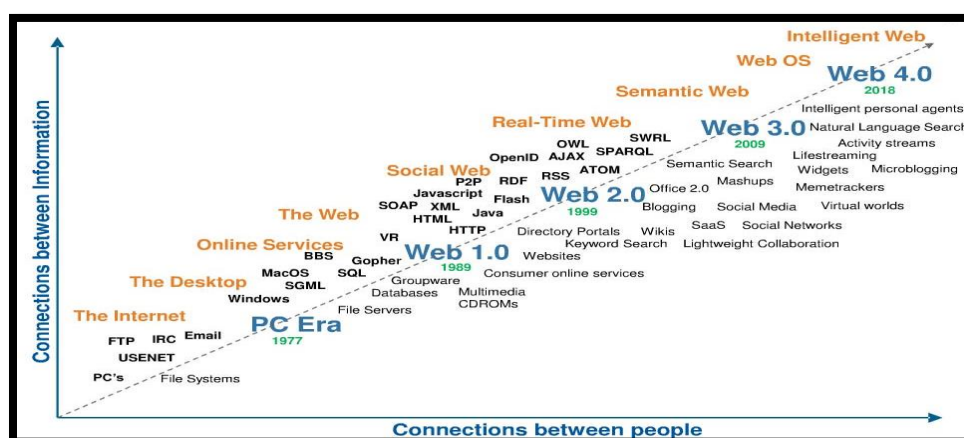 Intelligent Web
Web OS
Web 4.0
2018
Semantic Web
Intelligent personal agents
Real-Time Web
Web 3.0
Natural Language Search
2009
SWRL
OWL
SPARQL
Activity streams
OpenID
AJAX
Lifestreaming
Semantic Search
Social Web
ATOM
Widgets
Microblogging
RSS
P2P
RDF
Mashups
Office 2.0
Memetrackers
Javascript
Web 2.0
Flash
1999
SOAP
XML
Java
Blogging
Social Media
Virtual worlds
The Web
HTML
HTTP
Directory Portals
Wikis
SaaS
Social Networks
VR
Keyword Search
Lightweight Collaboration
Online Services
Web 1.0
1989
Websites
BBS
Gopher
MacOS
SQL
Consumer online services
The Desktop
SGML
Groupware
Windows
Databases
Multimedia
CDROMs
File Servers
The Internet
PC Era
1977
FTP
IRC
Email
USENET
PC's
File Systems
Connections between Information
Connections between people